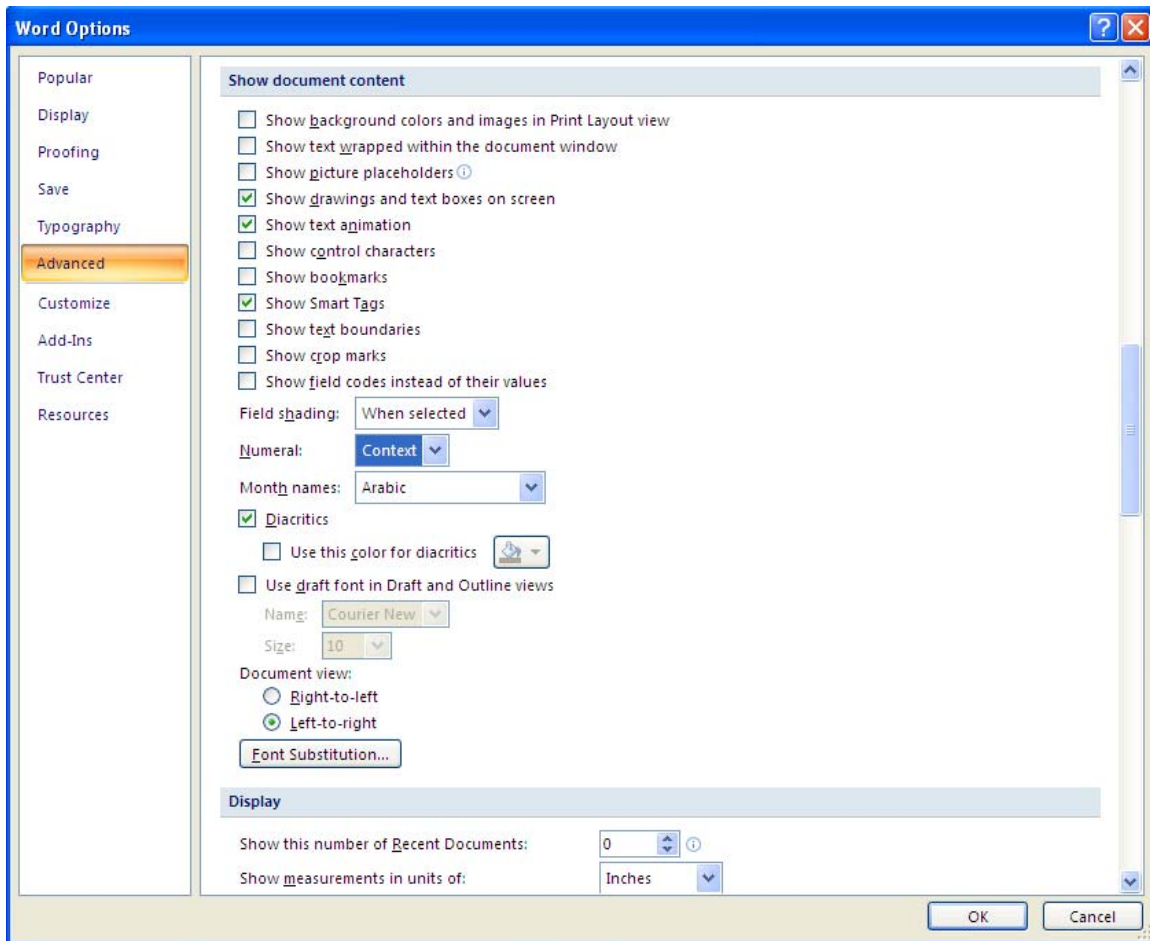 Word Options
Popular
Display
Proofing
Save
Typography
Advanced
Customize
Add-Ins
Trust Center
Resources
Show document content
Show background colors and images in Print Layout view
Show text wrapped within the document window
Show picture placeholders
Show drawings and text boxes on screen
Show text animation
Show control characters
Show bookmarks
Show Smart Tags
Show text boundaries
Show crop marks
Show field codes instead of their values
Field shading: When selected
Numeral: Context
Month names: Arabic
Diacritics
Use this color for diacritics
Use draft font in Draft and Outline views
Name: Courier New
Size: 10
Document view:
Right-to-left
Left-to-right
Font Substitution...
Display
Show this number of Recent Documents: 0
Show measurements in units of: Inches
OK Cancel